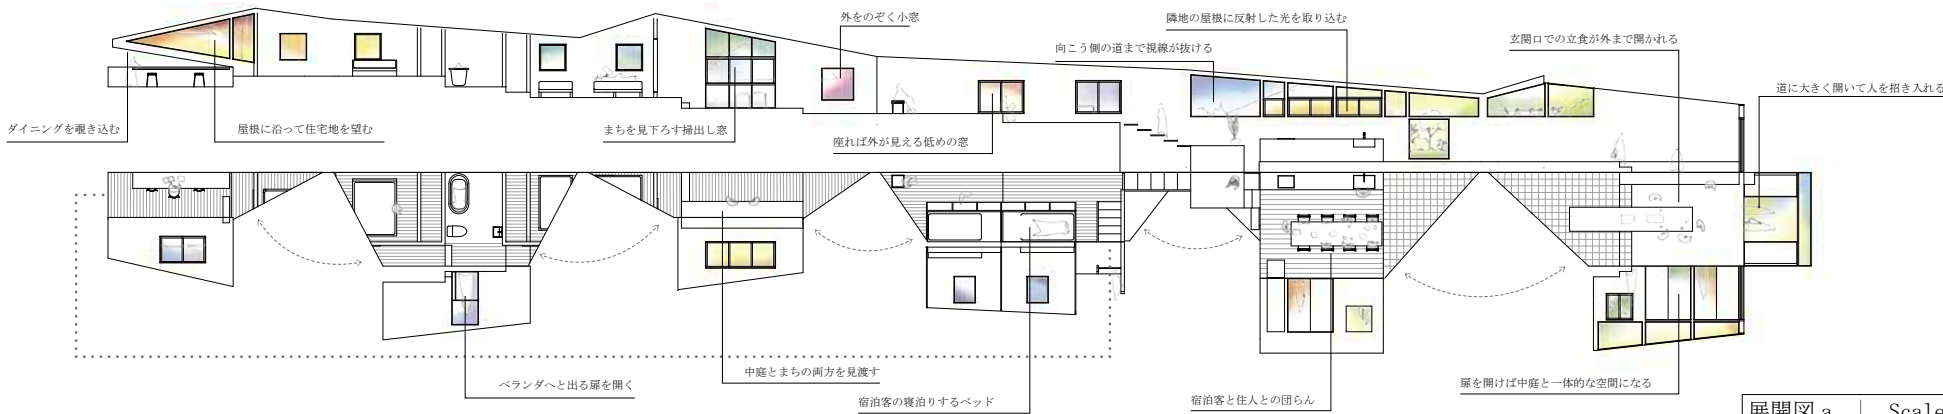 外をのぞく小窓
隣地の屋根に反射した光を取り込む
玄関口での立食が外まで開かれる
向こう側の道まで視線が抜ける
道に大きく開いて人を招き入れる
ダイニングを覗き込む
屋根に沿って住宅地を望む
まちを見下ろす掃出し窓
座れば外が見える低めの窓
ベランダへと出る扉を開く
中庭とまちの両方を見渡す
宿泊客の寝泊りするベッド
宿泊客と住人との団らん
扉を開ければ中庭と一体的な空間になる
展開図 a ｜ Scale